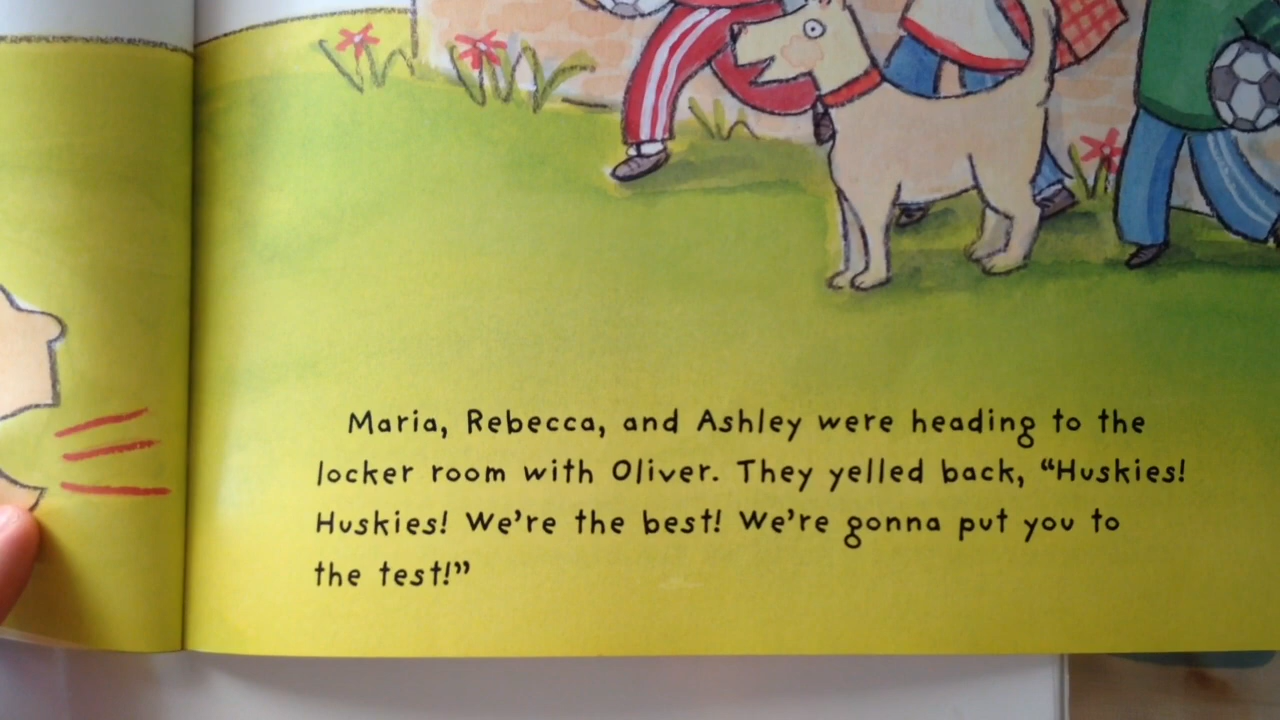 Maria, Rebecca, and Ashley were heading to the
locker room with Oliver. They yelled back, “Huskies!
Huskies! We’re the best! We’re gonna put you to
the test!”